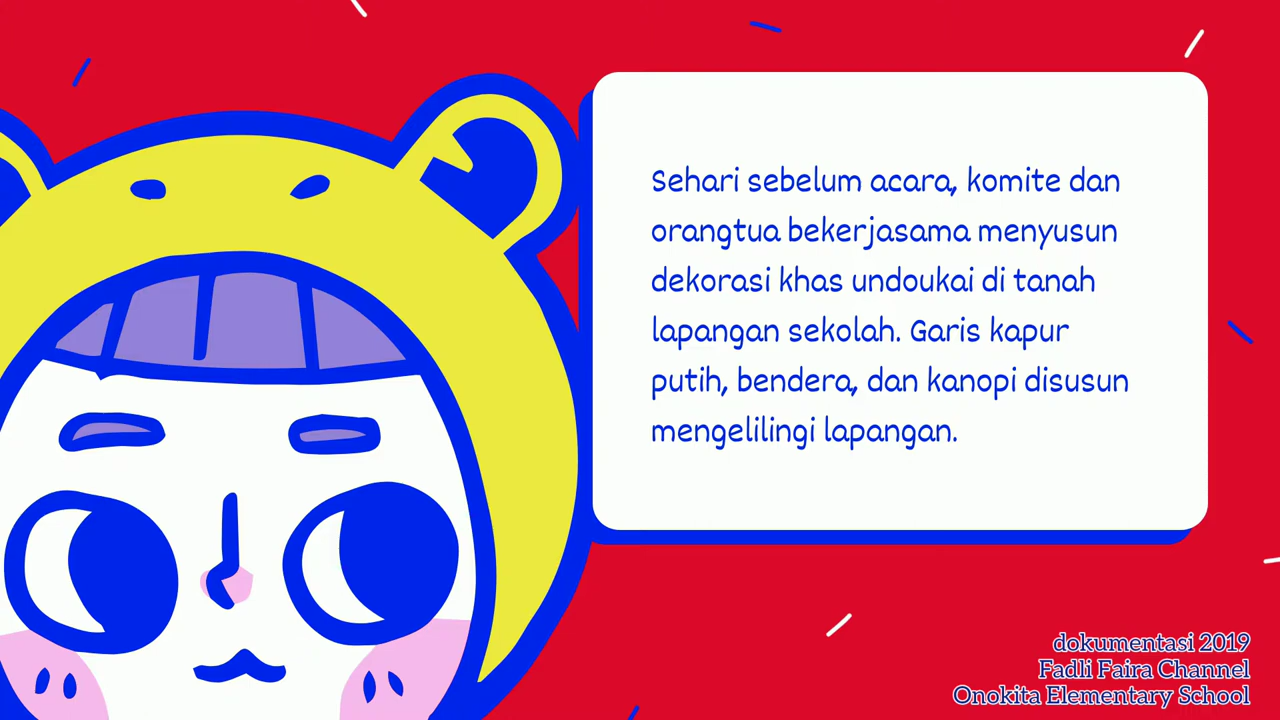 Sehari sebelum acara, komite dan
orangtua bekerjasama menyusun
dekorasi khas undoukai di tanah
lapangan sekolah. Garis kapur
putih, bendera, dan kanopi disusun
mengelilingi lapangan.
dokumentasi 2019
Fadli Faira Channel
Onokita Elementary School